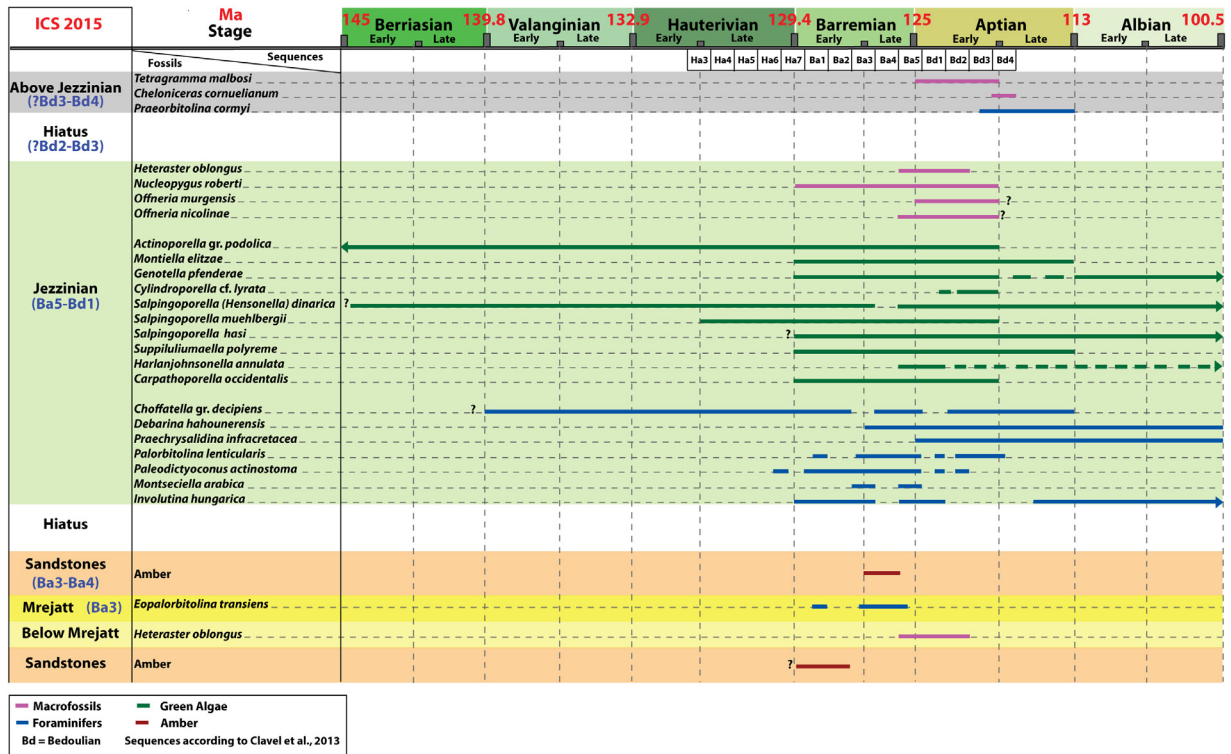 ICS 2015
Ma
Stage
145
Berriasian
139.8
Valanginian
132.9
Hauterivian
129.4
Barremian
125
Aptian
113
Albian
100.5
Early Late Early Late Early Late Early Late Early Late Early Late
Fossils
Sequences
Ha3 Ha4 Ha5 Ha6 Ha7 Ba1 Ba2 Ba3 Ba4 Ba5 Bd1 Bd2 Bd3 Bd4
Above Jezzinian
(?Bd3-Bd4)
Tetragramma malbosi
Cheloniceras cornuelianum
Praeorbitolina cormyi
Hiatus
(?Bd2-Bd3)
Jezzinian
(Ba5-Bd1)
Heteraster oblongus
Nucleopygus roberti
Offneria murgensis ?
Offneria nicolinae ?
Actinoporella gr. podolica
Montiella elitzae
Genotella pfenderae
Cylindroporella cf. lyrata
Salpingoporella (Hensonella) dinarica ?
Salpingoporella muehlbergii
Salpingoporella hasi ?
Suppiluliumaella polyreme
Harlanjohnsonella annulata
Carpathoporella occidentalis
Choffatella gr. decipiens ?
Debarina hahounerensis
Praechrysalidina infracretacea
Palorbitolina lenticularis
Paleodictyoconus actinostoma
Montseciella arabica
Involutina hungarica
Hiatus
Sandstones
(Ba3-Ba4)
Amber
Mrejatt (Ba3)
Eopalorbitolina transiens
Below Mrejatt
Heteraster oblongus
Sandstones
Amber ?
Macrofossils Green Algae
Foraminifers Amber
Bd = Bedoulian Sequences according to Clavel et al., 2013